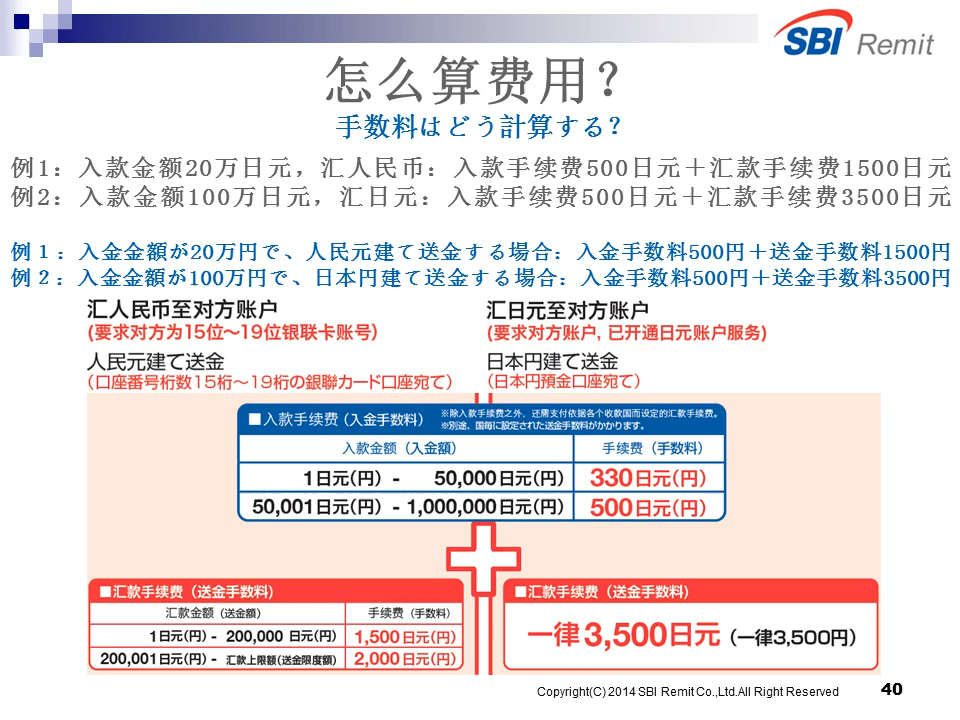 SBI Remit
怎么算费用？
手数料はどう計算する？
例1：入款金额20万日元，汇人民币：入款手续费500日元＋汇款手续费1500日元
例2：入款金额100万日元，汇日元：入款手续费500日元＋汇款手续费3500日元
例１：入金金額が20万円で、人民元建て送金する場合：入金手数料500円＋送金手数料1500円
例２：入金金額が100万円で、日本円建て送金する場合：入金手数料500円＋送金手数料3500円
汇人民币至对方账户
(要求对方为15位～19位银联卡账号)
人民元建て送金
（口座番号桁数15桁～19桁の銀聯カード口座宛て）
汇日元至对方账户
(要求对方账户, 已开通日元账户服务)
日本円建て送金
（日本円預金口座宛て）
■入款手续费（入金手数料）
※除入款手续费之外，还需支付依据各个收款国而设定的汇款手续费。
※別途、国毎に設定された送金手数料がかかります。
入款金额（入金額） 手续费（手数料）
1日元(円) - 50,000日元(円) 330日元(円)
50,001日元(円) - 1,000,000日元(円) 500日元(円)
■汇款手续费（送金手数料）
汇款金额（送金額） 手续费（手数料）
1日元(円) - 200,000 日元(円) 1,500日元(円)
200,001日元(円) - 汇款上限额(送金限度額) 2,000日元(円)
■汇款手续费（送金手数料）
一律3,500日元（一律3,500円）
Copyright(C) 2014 SBI Remit Co.,Ltd.All Right Reserved
40